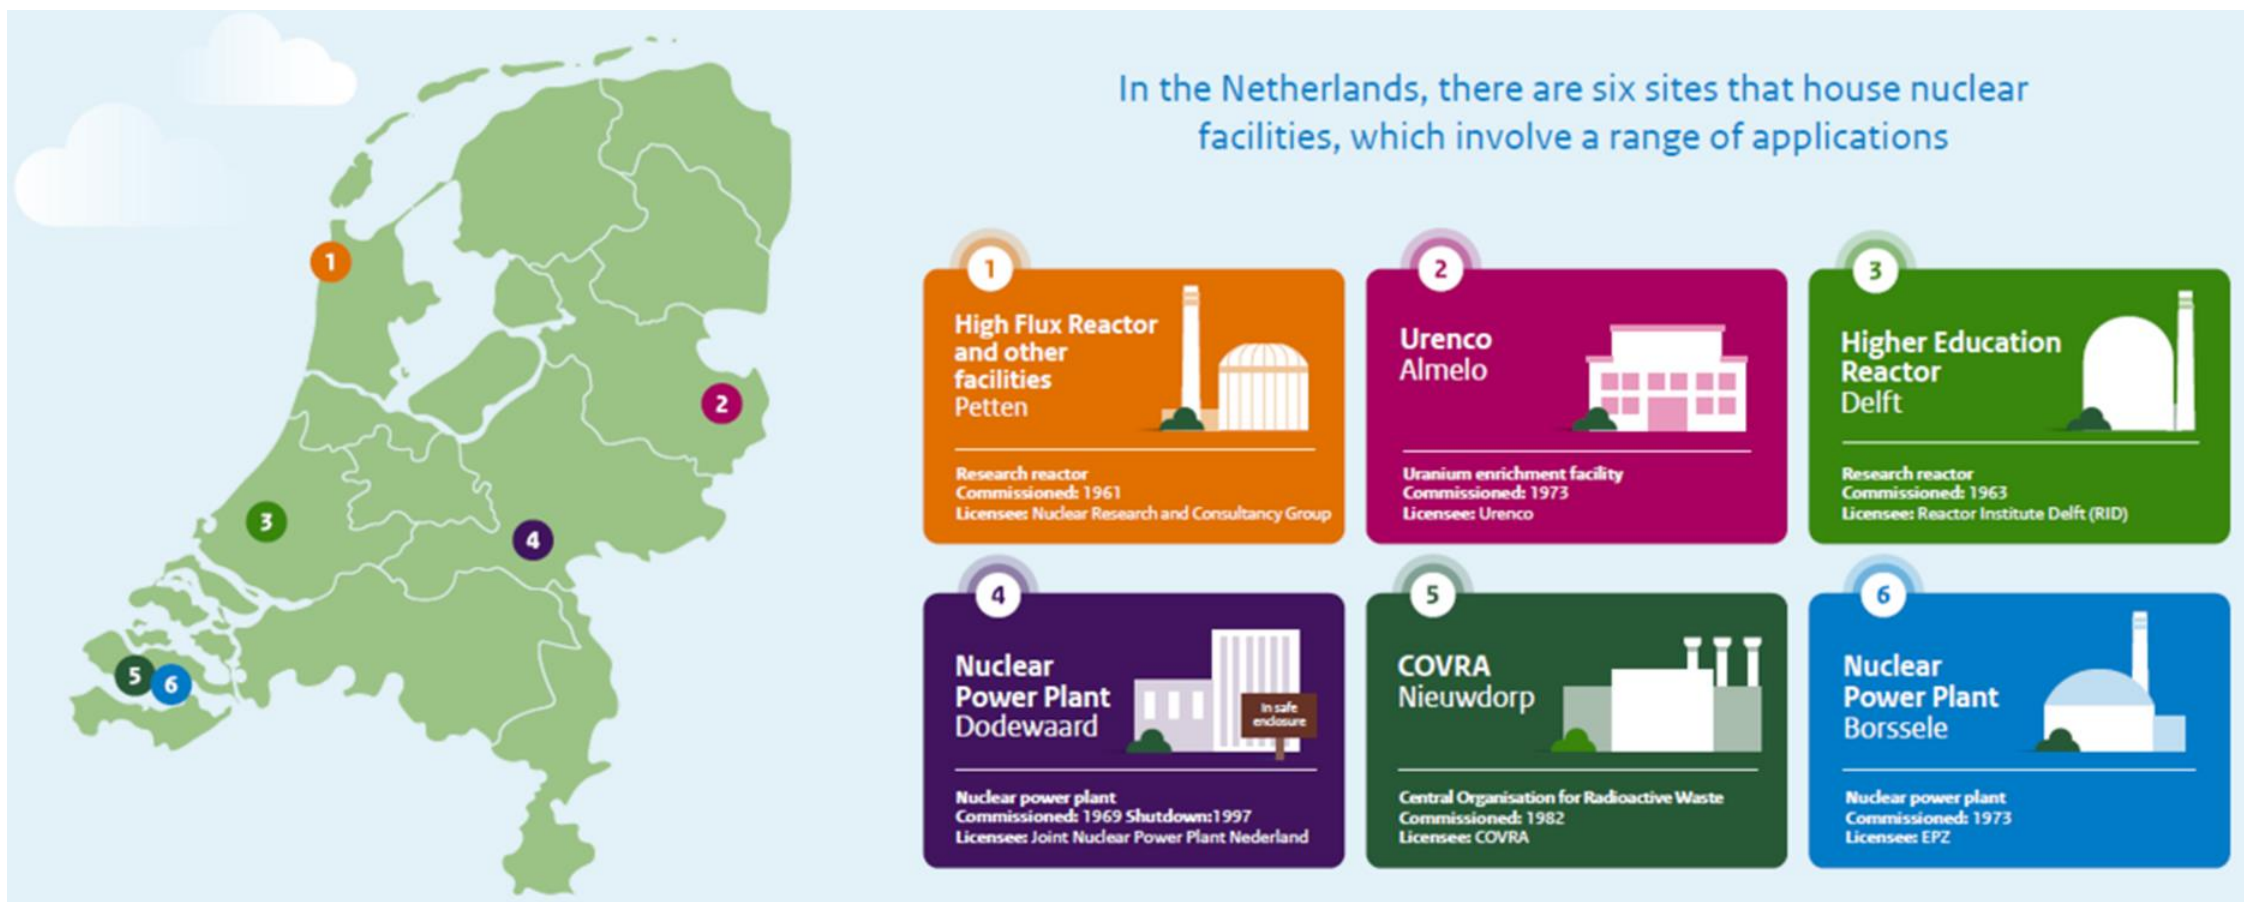 In the Netherlands, there are six sites that house nuclear
facilities, which involve a range of applications
1
2
3
4
5
6
1
High Flux Reactor
and other
facilities
Petten
Research reactor
Commissioned: 1961
Licensee: Nuclear Research and Consultancy Group
2
Urenco
Almelo
Uranium enrichment facility
Commissioned: 1973
Licensee: Urenco
3
Higher Education
Reactor
Delft
Research reactor
Commissioned: 1963
Licensee: Reactor Institute Delft (RID)
4
Nuclear
Power Plant
Dodewaard
In safe
enclosure
Nuclear power plant
Commissioned: 1969 Shutdown:1997
Licensee: Joint Nuclear Power Plant Nederland
5
COVRA
Nieuwdorp
Central Organisation for Radioactive Waste
Commissioned: 1982
Licensee: COVRA
6
Nuclear
Power Plant
Borssele
Nuclear power plant
Commissioned: 1973
Licensee: EPZ